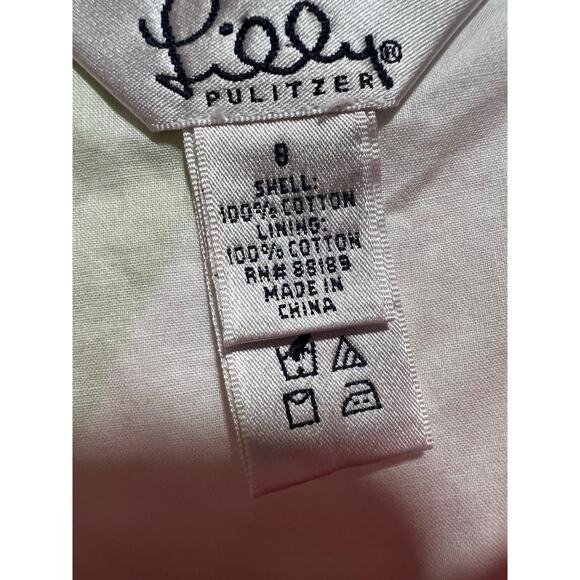 Lilly®
PULITZER
8
SHELL:
100% COTTON
LINING:
100% COTTON
RN# 88189
MADE IN
CHINA